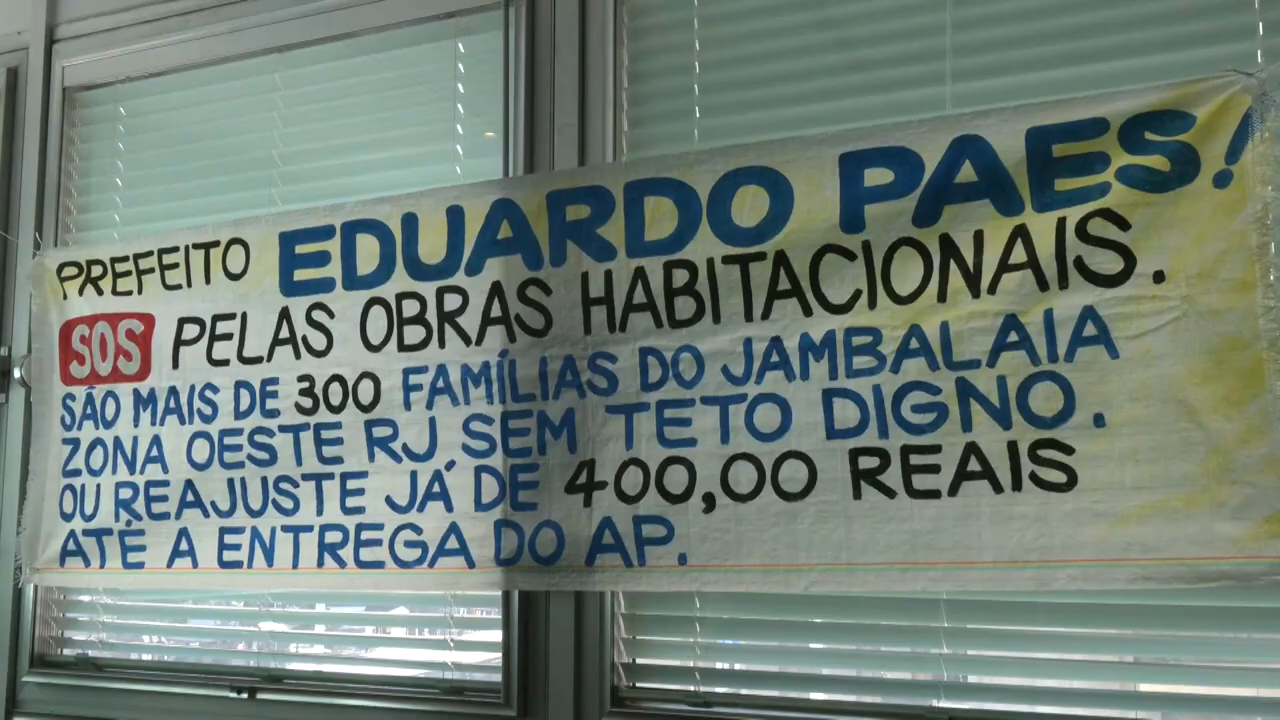 PREFEITO EDUARDO PAES!
SOS PELAS OBRAS HABITACIONAIS.
SÃO MAIS DE 300 FAMÍLIAS DO JAMBALAIA
ZONA OESTE RJ, SEM TETO DIGNO.
OU REAJUSTE JÁ DE 400,00 REAIS
ATÉ A ENTREGA DO AP.